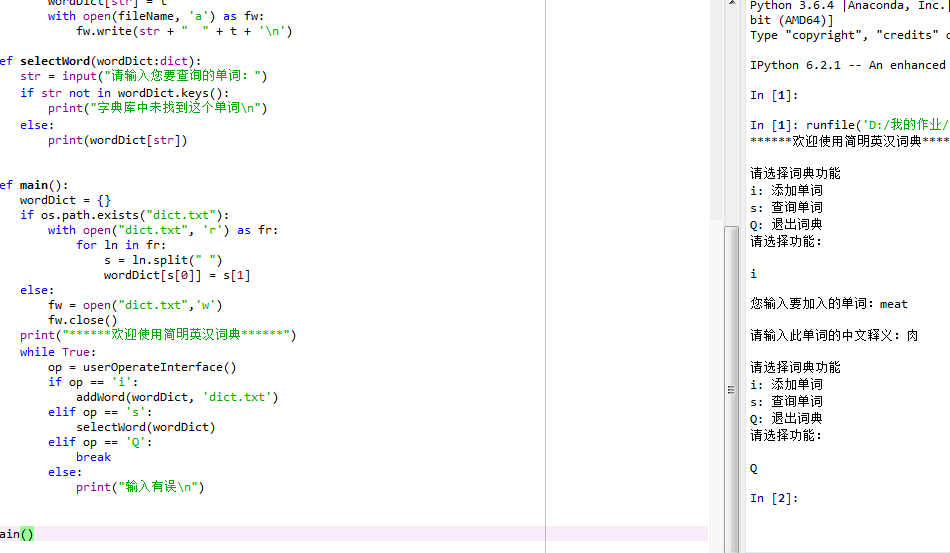 wordDict[str] = t
with open(fileName, 'a') as fw:
fw.write(str + "  " + t + '\n')
ef selectWord(wordDict:dict):
str = input("请输入您要查询的单词：")
if str not in wordDict.keys():
print("字典库中未找到这个单词\n")
else:
print(wordDict[str])
ef main():
wordDict = {}
if os.path.exists("dict.txt"):
with open("dict.txt", 'r') as fr:
for ln in fr:
s = ln.split(" ")
wordDict[s[0]] = s[1]
else:
fw = open("dict.txt",'w')
fw.close()
print("******欢迎使用简明英汉词典******")
while True:
op = userOperateInterface()
if op == 'i':
addWord(wordDict, 'dict.txt')
elif op == 's':
selectWord(wordDict)
elif op == 'Q':
break
else:
print("输入有误\n")
ain()
Python 3.6.4 |Anaconda, Inc.|
bit (AMD64)]
Type "copyright", "credits" o
IPython 6.2.1 -- An enhanced
In [1]:
In [1]: runfile('D:/我的作业/
******欢迎使用简明英汉词典****
请选择词典功能
i: 添加单词
s: 查询单词
Q: 退出词典
请选择功能：
i
您输入要加入的单词：meat
请输入此单词的中文释义：肉
请选择词典功能
i: 添加单词
s: 查询单词
Q: 退出词典
请选择功能：
Q
In [2]: